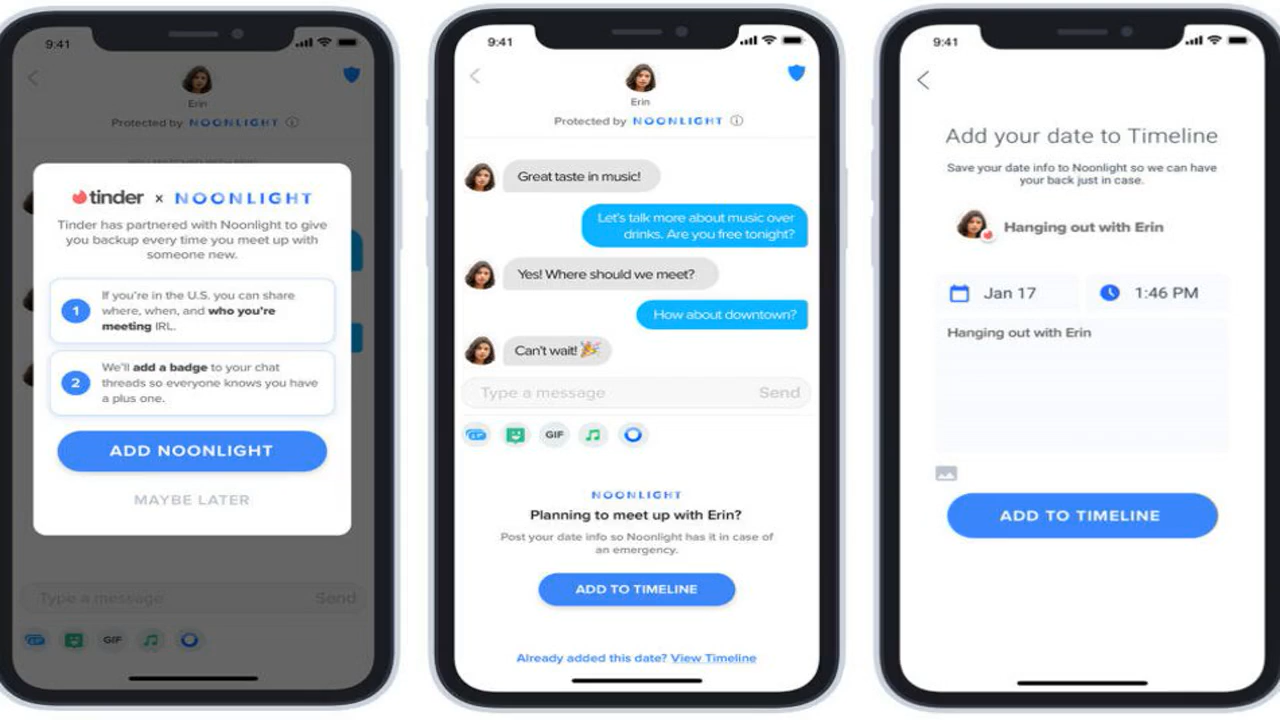 9:41
Erin
Protected by NOONLIGHT
tinder x NOONLIGHT
Tinder has partnered with Noonlight to give
you backup every time you meet up with
someone new.
1
If you're in the U.S. you can share
where, when, and who you're
meeting IRL.
2
We'll add a badge to your chat
threads so everyone knows you have
a plus one.
ADD NOONLIGHT
MAYBE LATER
Type a message Send
GIF
9:41
Erin
Protected by NOONLIGHT
Great taste in music!
Let's talk more about music over
drinks. Are you free tonight?
Yes! Where should we meet?
How about downtown?
Can't wait! 🎉
Type a message Send
GIF
NOONLIGHT
Planning to meet up with Erin?
Post your date info so Noonlight has it in case of
an emergency.
ADD TO TIMELINE
Already added this date? View Timeline
9:41
Add your date to Timeline
Save your date info to Noonlight so we can have
your back just in case.
Hanging out with Erin
Jan 17 1:46 PM
Hanging out with Erin
ADD TO TIMELINE